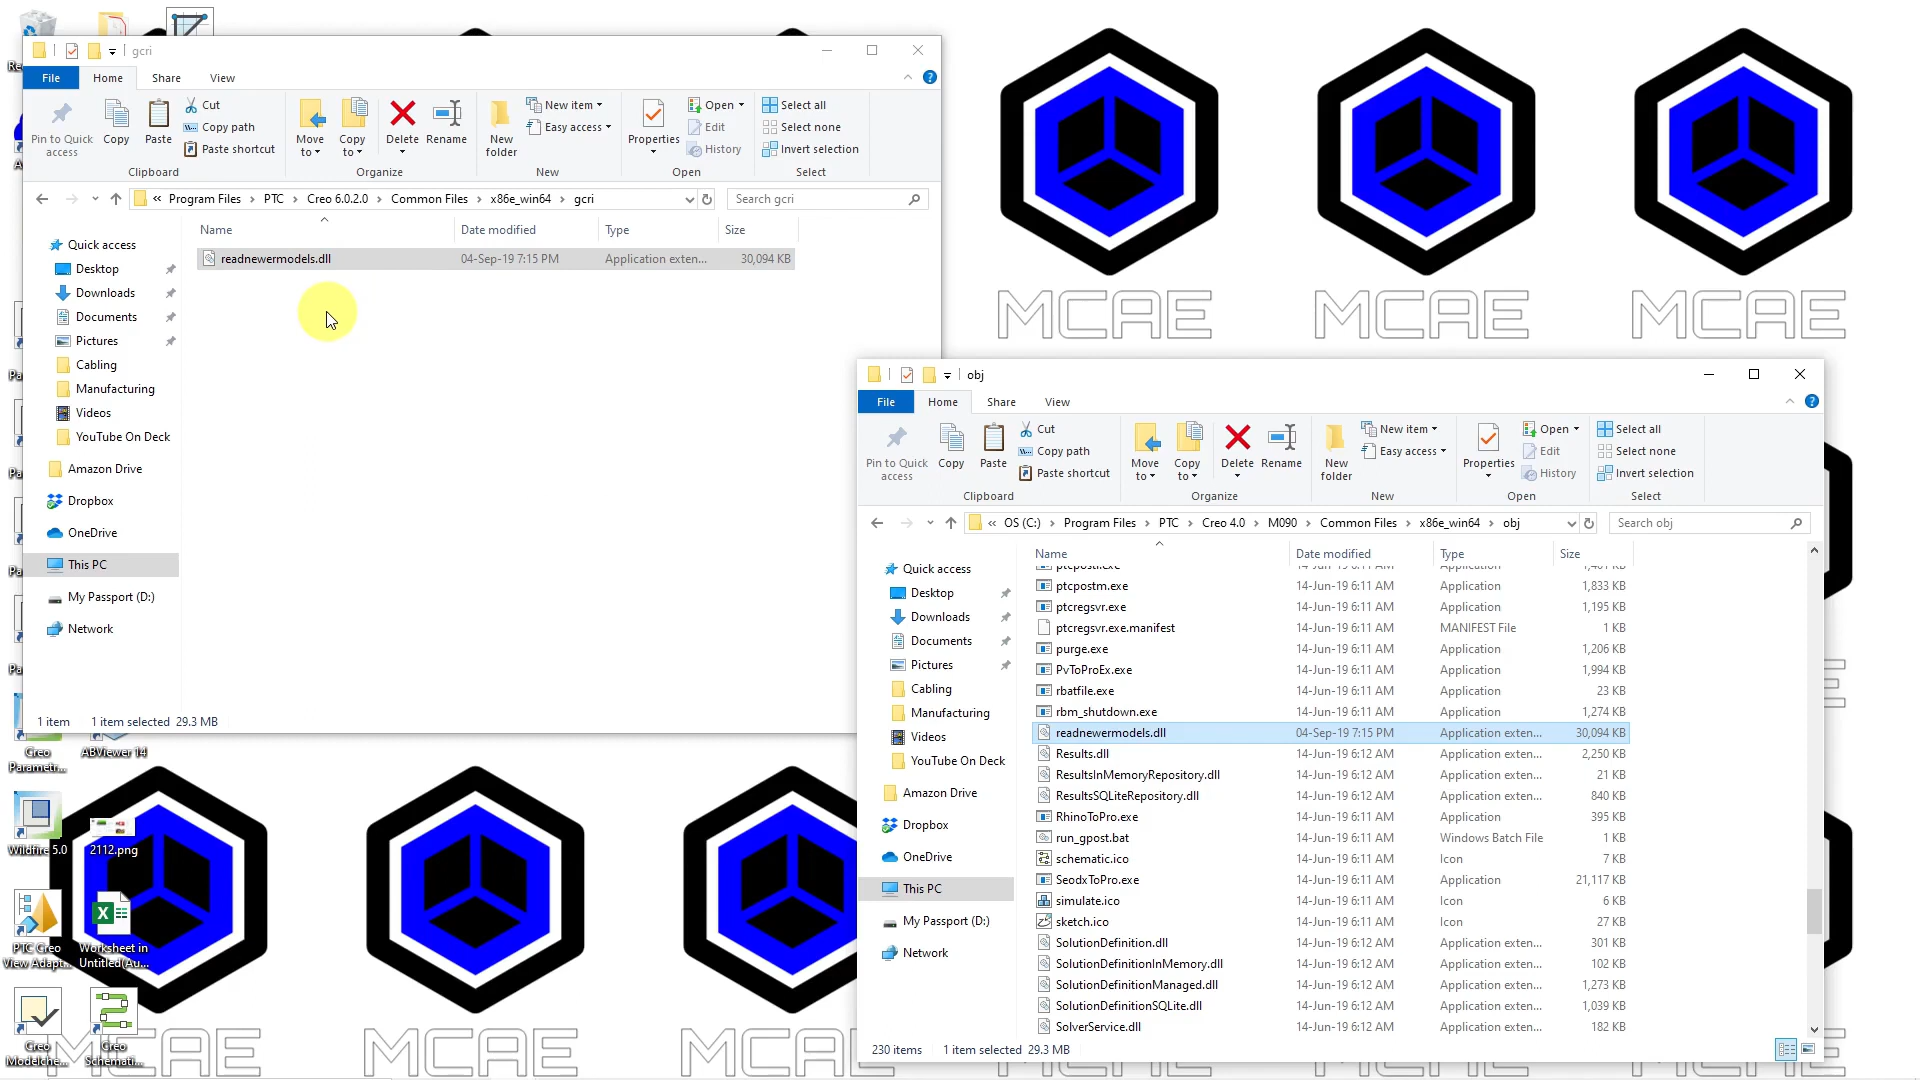 gcri
File Home Share View
Pin to Quick access
Copy
Paste
Cut
Copy path
Paste shortcut
Clipboard
Move to
Copy to
Delete
Rename
Organize
New folder
New item
Easy access
New
Properties
Open
Edit
History
Open
Select all
Select none
Invert selection
Select
« Program Files > PTC > Creo 6.0.2.0 > Common Files > x86e_win64 > gcri
Search gcri
Name Date modified Type Size
readnewermodels.dll 04-Sep-19 7:15 PM Application exten... 30,094 KB
Quick access
Desktop
Downloads
Documents
Pictures
Cabling
Manufacturing
Videos
YouTube On Deck
Amazon Drive
Dropbox
OneDrive
This PC
My Passport (D:)
Network
1 item 1 item selected 29.3 MB
MCAE
MCAE
MCAE
obj
File Home Share View
Pin to Quick access
Copy
Paste
Cut
Copy path
Paste shortcut
Clipboard
Move to
Copy to
Delete
Rename
Organize
New folder
New item
Easy access
New
Properties
Open
Edit
History
Open
Select all
Select none
Invert selection
Select
« OS (C:) > Program Files > PTC > Creo 4.0 > M090 > Common Files > x86e_win64 > obj
Search obj
Name Date modified Type Size
ptcpostm.exe 14-Jun-19 6:11 AM Application 1,833 KB
ptcregsvr.exe 14-Jun-19 6:11 AM Application 1,195 KB
ptcregsvr.exe.manifest 14-Jun-19 6:11 AM MANIFEST File 1 KB
purge.exe 14-Jun-19 6:11 AM Application 1,206 KB
PvToProEx.exe 14-Jun-19 6:11 AM Application 1,994 KB
rbatfile.exe 14-Jun-19 6:11 AM Application 23 KB
rbm_shutdown.exe 14-Jun-19 6:11 AM Application 1,274 KB
readnewermodels.dll 04-Sep-19 7:15 PM Application exten... 30,094 KB
Results.dll 14-Jun-19 6:12 AM Application exten... 2,250 KB
ResultsInMemoryRepository.dll 14-Jun-19 6:12 AM Application exten... 21 KB
ResultsSQLiteRepository.dll 14-Jun-19 6:12 AM Application exten... 840 KB
RhinoToPro.exe 14-Jun-19 6:11 AM Application 395 KB
run_gpost.bat 14-Jun-19 6:11 AM Windows Batch File 1 KB
schematic.ico 14-Jun-19 6:11 AM Icon 7 KB
SeodxToPro.exe 14-Jun-19 6:11 AM Application 21,117 KB
simulate.ico 14-Jun-19 6:11 AM Icon 6 KB
sketch.ico 14-Jun-19 6:11 AM Icon 27 KB
SolutionDefinition.dll 14-Jun-19 6:12 AM Application exten... 301 KB
SolutionDefinitionInMemory.dll 14-Jun-19 6:12 AM Application exten... 102 KB
SolutionDefinitionManaged.dll 14-Jun-19 6:12 AM Application exten... 1,273 KB
SolutionDefinitionSQLite.dll 14-Jun-19 6:12 AM Application exten... 1,039 KB
SolverService.dll 14-Jun-19 6:12 AM Application exten... 182 KB
Quick access
Desktop
Downloads
Documents
Pictures
Cabling
Manufacturing
Videos
YouTube On Deck
Amazon Drive
Dropbox
OneDrive
This PC
My Passport (D:)
Network
230 items 1 item selected 29.3 MB
Creo Parametr...
ABViewer 14
Wildfire 5.0
2112.png
PTC Creo View Adapt...
Worksheet in Untitled(Au...
Creo Modelche...
Creo Schemati...
MCAE
MCAE
MCAE